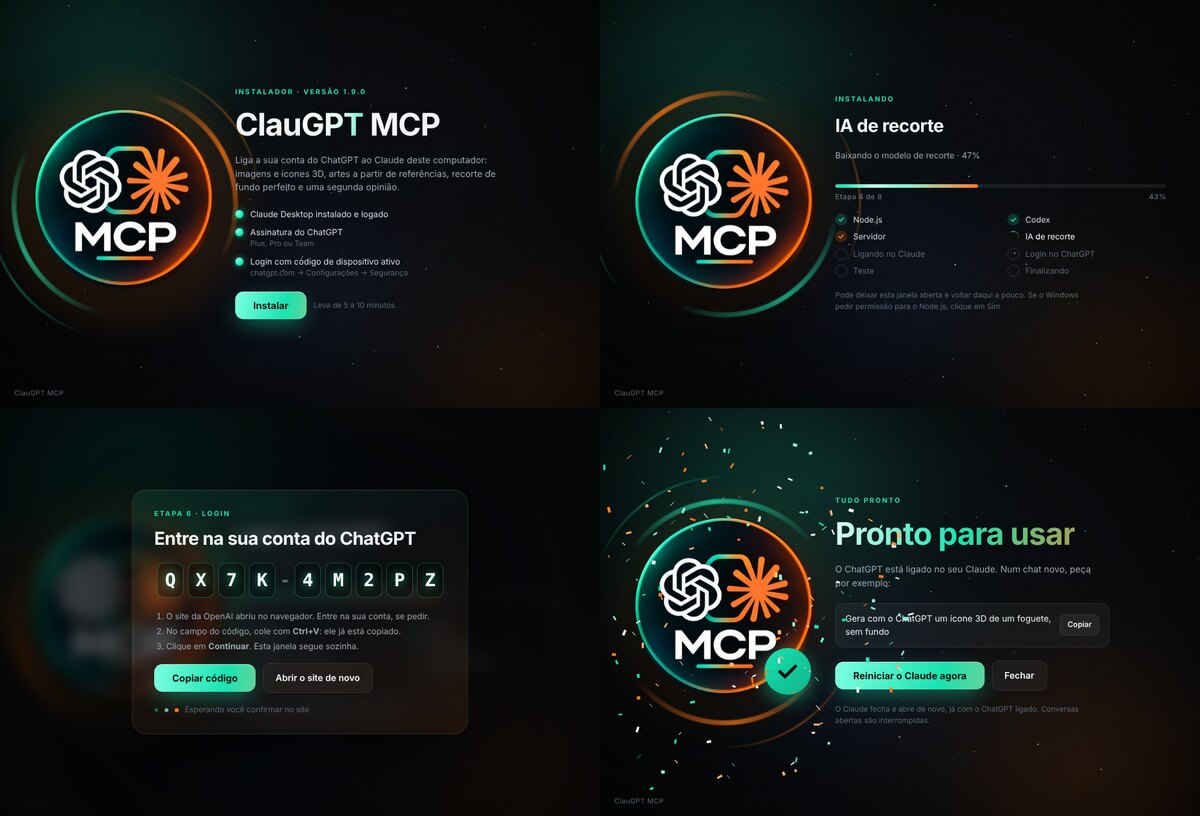 INSTALADOR · VERSÃO 1.9.0
ClauGPT MCP
Liga a sua conta do ChatGPT ao Claude deste computador:
imagens e ícones 3D, artes a partir de referências, recorte de
fundo perfeito e uma segunda opinião.
Claude Desktop instalado e logado
Assinatura do ChatGPT
Plus, Pro ou Team
Login com código de dispositivo ativo
chatgpt.com → Configurações → Segurança
Instalar
Leva de 5 a 10 minutos.
MCP
ClauGPT MCP
INSTALANDO
IA de recorte
Baixando o modelo de recorte · 47%
Etapa 4 de 8
43%
Node.js
Codex
Servidor
IA de recorte
Ligando no Claude
Login no ChatGPT
Teste
Finalizando
Pode deixar esta janela aberta e voltar daqui a pouco. Se o Windows
pedir permissão para o Node.js, clique em Sim.
MCP
ClauGPT MCP
ETAPA 6 · LOGIN
Entre na sua conta do ChatGPT
QX7K-4M2PZ
1. O site da OpenAI abriu no navegador. Entre na sua conta, se pedir.
2. No campo do código, cole com Ctrl+V: ele já está copiado.
3. Clique em Continuar. Esta janela segue sozinha.
Copiar código
Abrir o site de novo
Esperando você confirmar no site
TUDO PRONTO
Pronto para usar
O ChatGPT está ligado no seu Claude. Num chat novo, peça
por exemplo:
Gera com o ChatGPT um ícone 3D de um foguete,
sem fundo
Copiar
Reiniciar o Claude agora
Fechar
O Claude fecha e abre de novo, já com o ChatGPT ligado. Conversas
abertas são interrompidas.
MCP
ClauGPT MCP